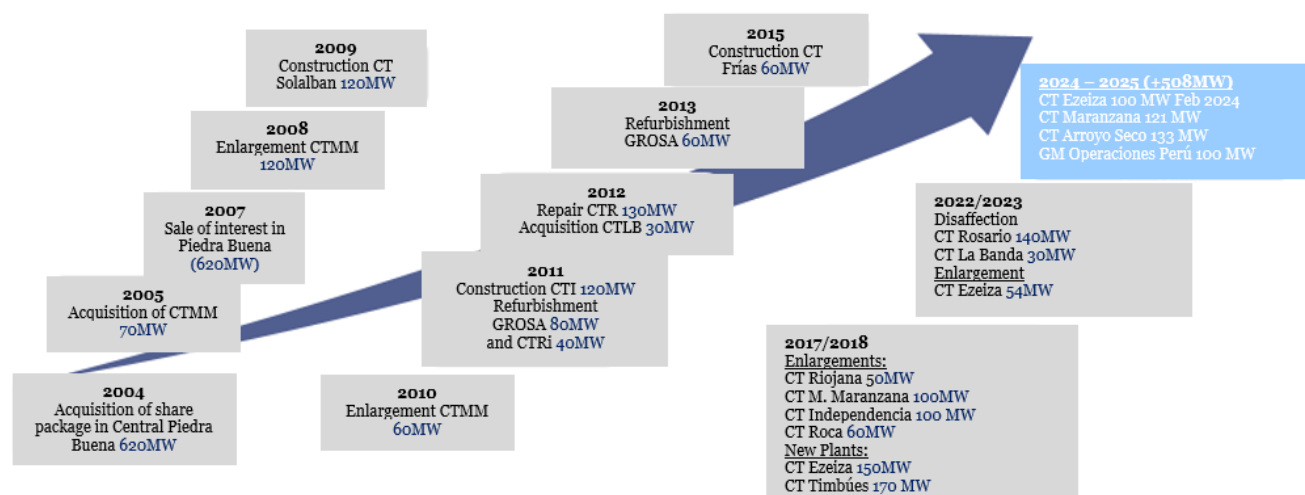 2004
Acquisition of share
package in Central Piedra
Buena 620MW
2005
Acquisition of CTMM
70MW
2007
Sale of interest in
Piedra Buena
(620MW)
2008
Enlargement CTMM
120MW
2009
Construction CT
Solalban 120MW
2010
Enlargement CTMM
60MW
2011
Construction CTI 120MW
Refurbishment
GROSA 80MW
and CTRi 40MW
2012
Repair CTR 130MW
Acquisition CTLB 30MW
2013
Refurbishment
GROSA 60MW
2015
Construction CT
Frías 60MW
2017/2018
Enlargements:
CT Riojana 50MW
CT M. Maranzana 100MW
CT Independencia 100 MW
CT Roca 60MW
New Plants:
CT Ezeiza 150MW
CT Timbúes 170 MW
2022/2023
Disaffection
CT Rosario 140MW
CT La Banda 30MW
Enlargement
CT Ezeiza 54MW
2024 – 2025 (+508MW)
CT Ezeiza 100 MW Feb 2024
CT Maranzana 121 MW
CT Arroyo Seco 133 MW
GM Operaciones Perú 100 MW